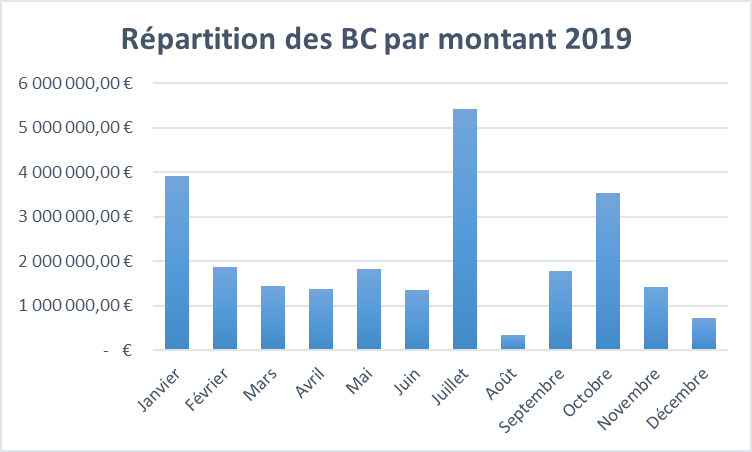 Répartition des BC par montant 2019
6 000 000,00 €
5 000 000,00 €
4 000 000,00 €
3 000 000,00 €
2 000 000,00 €
1 000 000,00 €
- €
Janvier
Février
Mars
Avril
Mai
Juin
Juillet
Août
Septembre
Octobre
Novembre
Décembre